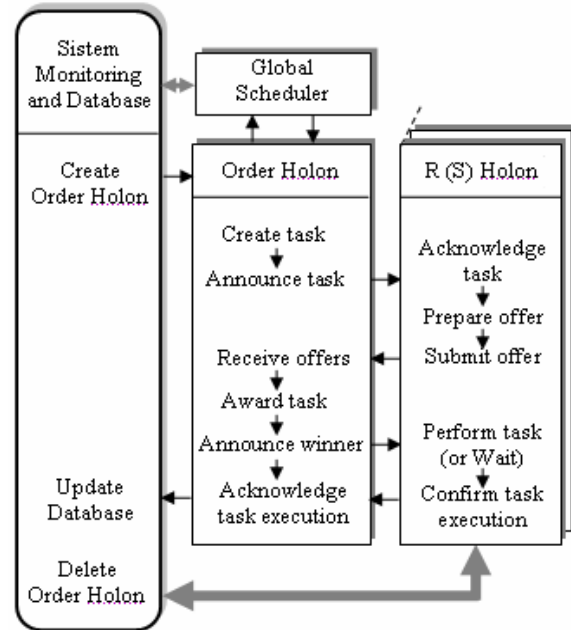 Sistem
Monitoring
and Database
Global
Scheduler
Create
Order Holon
Order Holon
R (S) Holon
Create task
Announce task
Acknowledge
task
Prepare offer
Submit offer
Receive offers
Award task
Announce winner
Perform task
(or Wait)
Update
Database
Acknowledge
task execution
Confirm task
execution
Delete
Order Holon